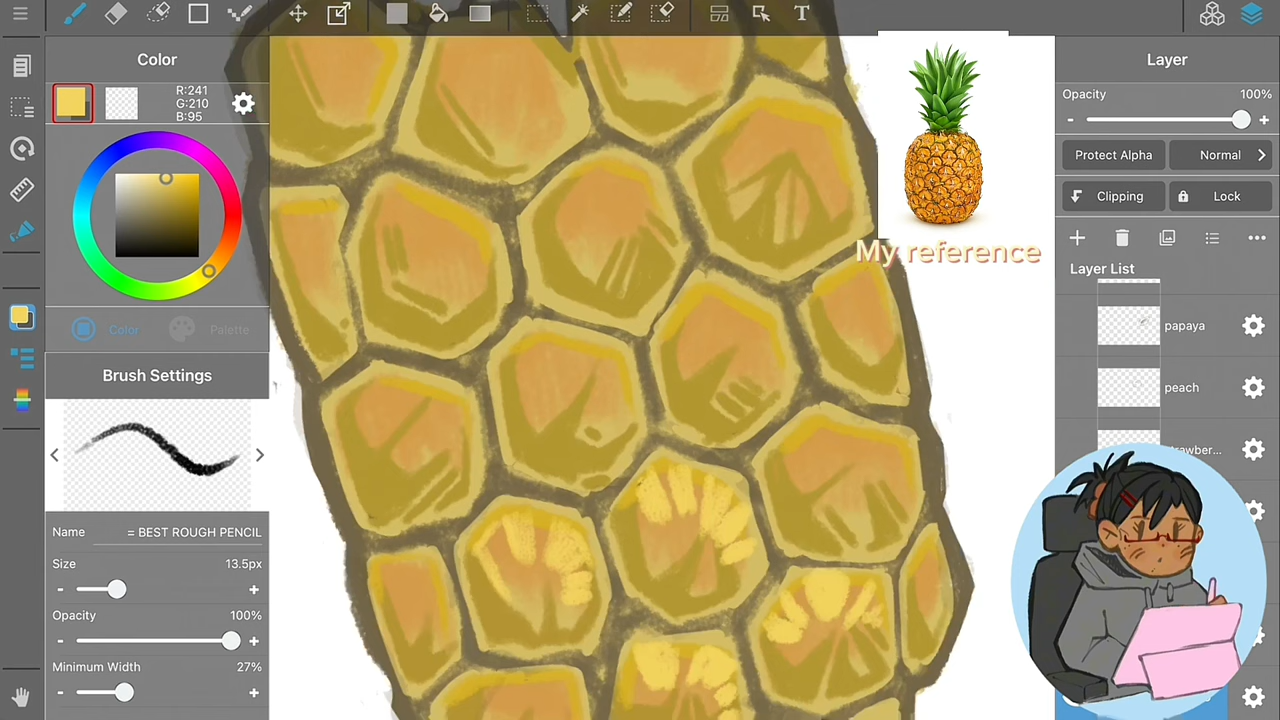 T
Color
R:241
G:210
B:95
Color
Palette
Brush Settings
Name
= BEST ROUGH PENCIL
Size
13.5px
-
+
Opacity
100%
-
+
Minimum Width
27%
-
+
My reference
Layer
Opacity
100%
-
+
Protect Alpha
Normal
Clipping
Lock
Layer List
papaya
peach
rawber...